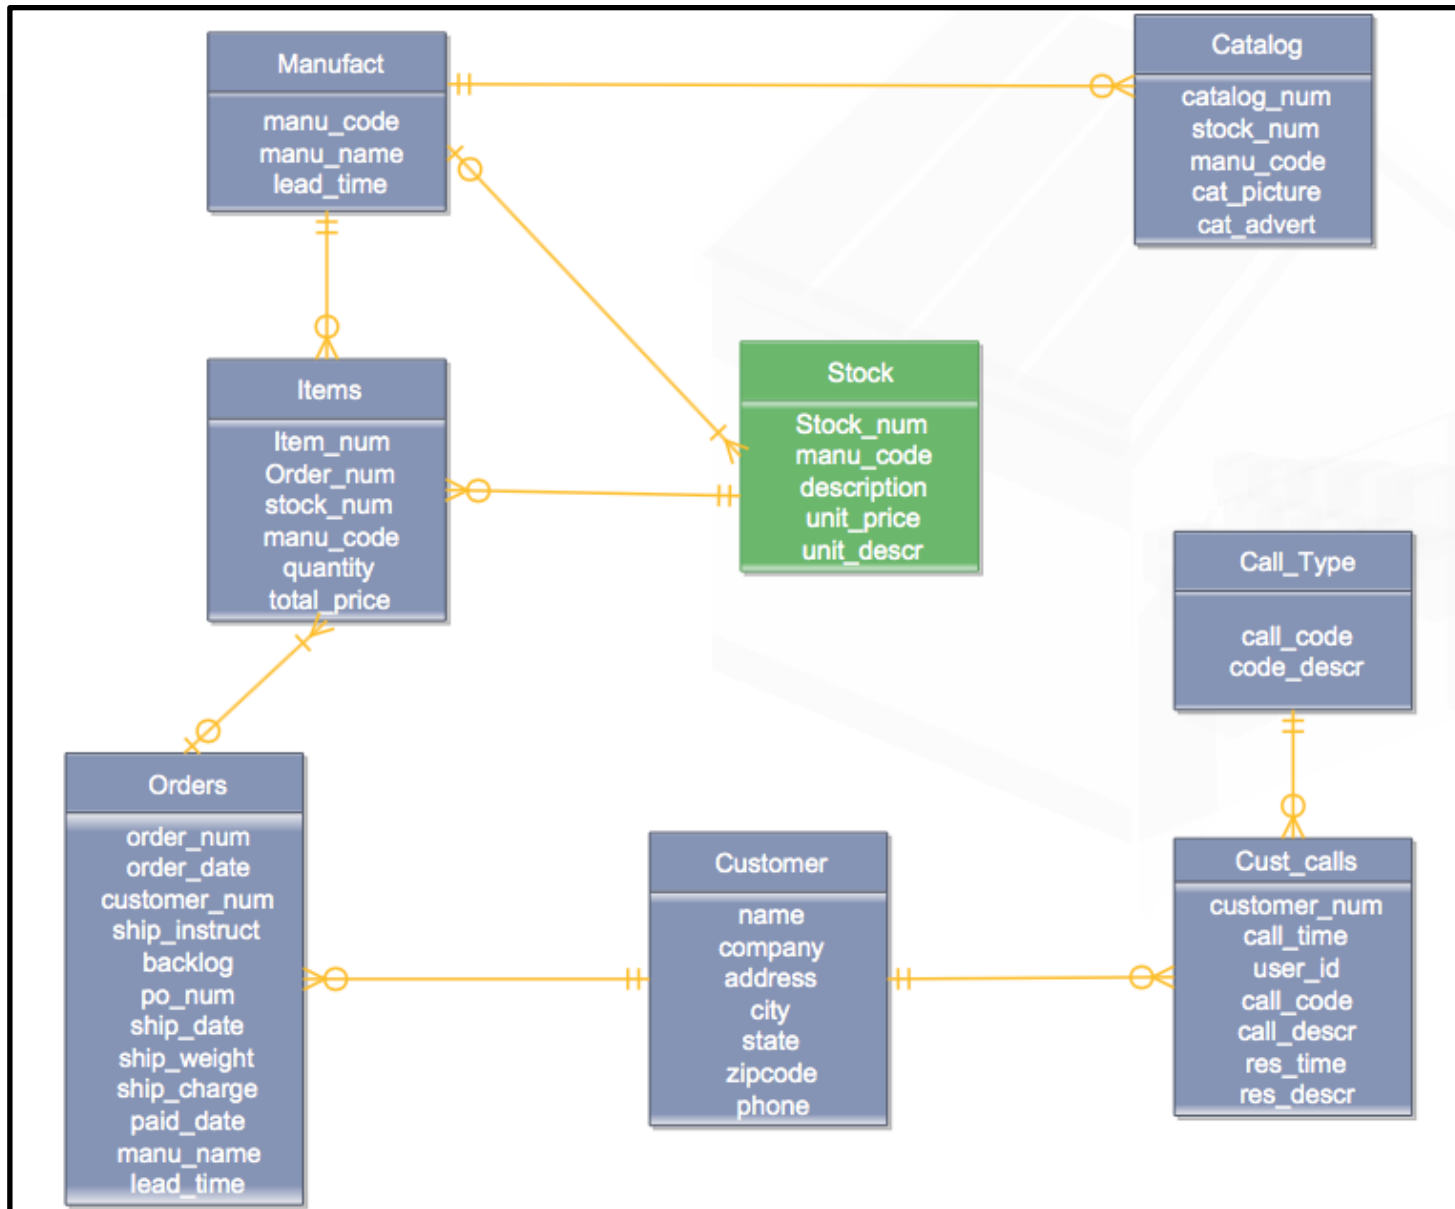 Manufact
manu_code
manu_name
lead_time
Catalog
catalog_num
stock_num
manu_code
cat_picture
cat_advert
Items
Item_num
Order_num
stock_num
manu_code
quantity
total_price
Stock
Stock_num
manu_code
description
unit_price
unit_descr
Call_Type
call_code
code_descr
Orders
order_num
order_date
customer_num
ship_instruct
backlog
po_num
ship_date
ship_weight
ship_charge
paid_date
manu_name
lead_time
Customer
name
company
address
city
state
zipcode
phone
Cust_calls
customer_num
call_time
user_id
call_code
call_descr
res_time
res_descr